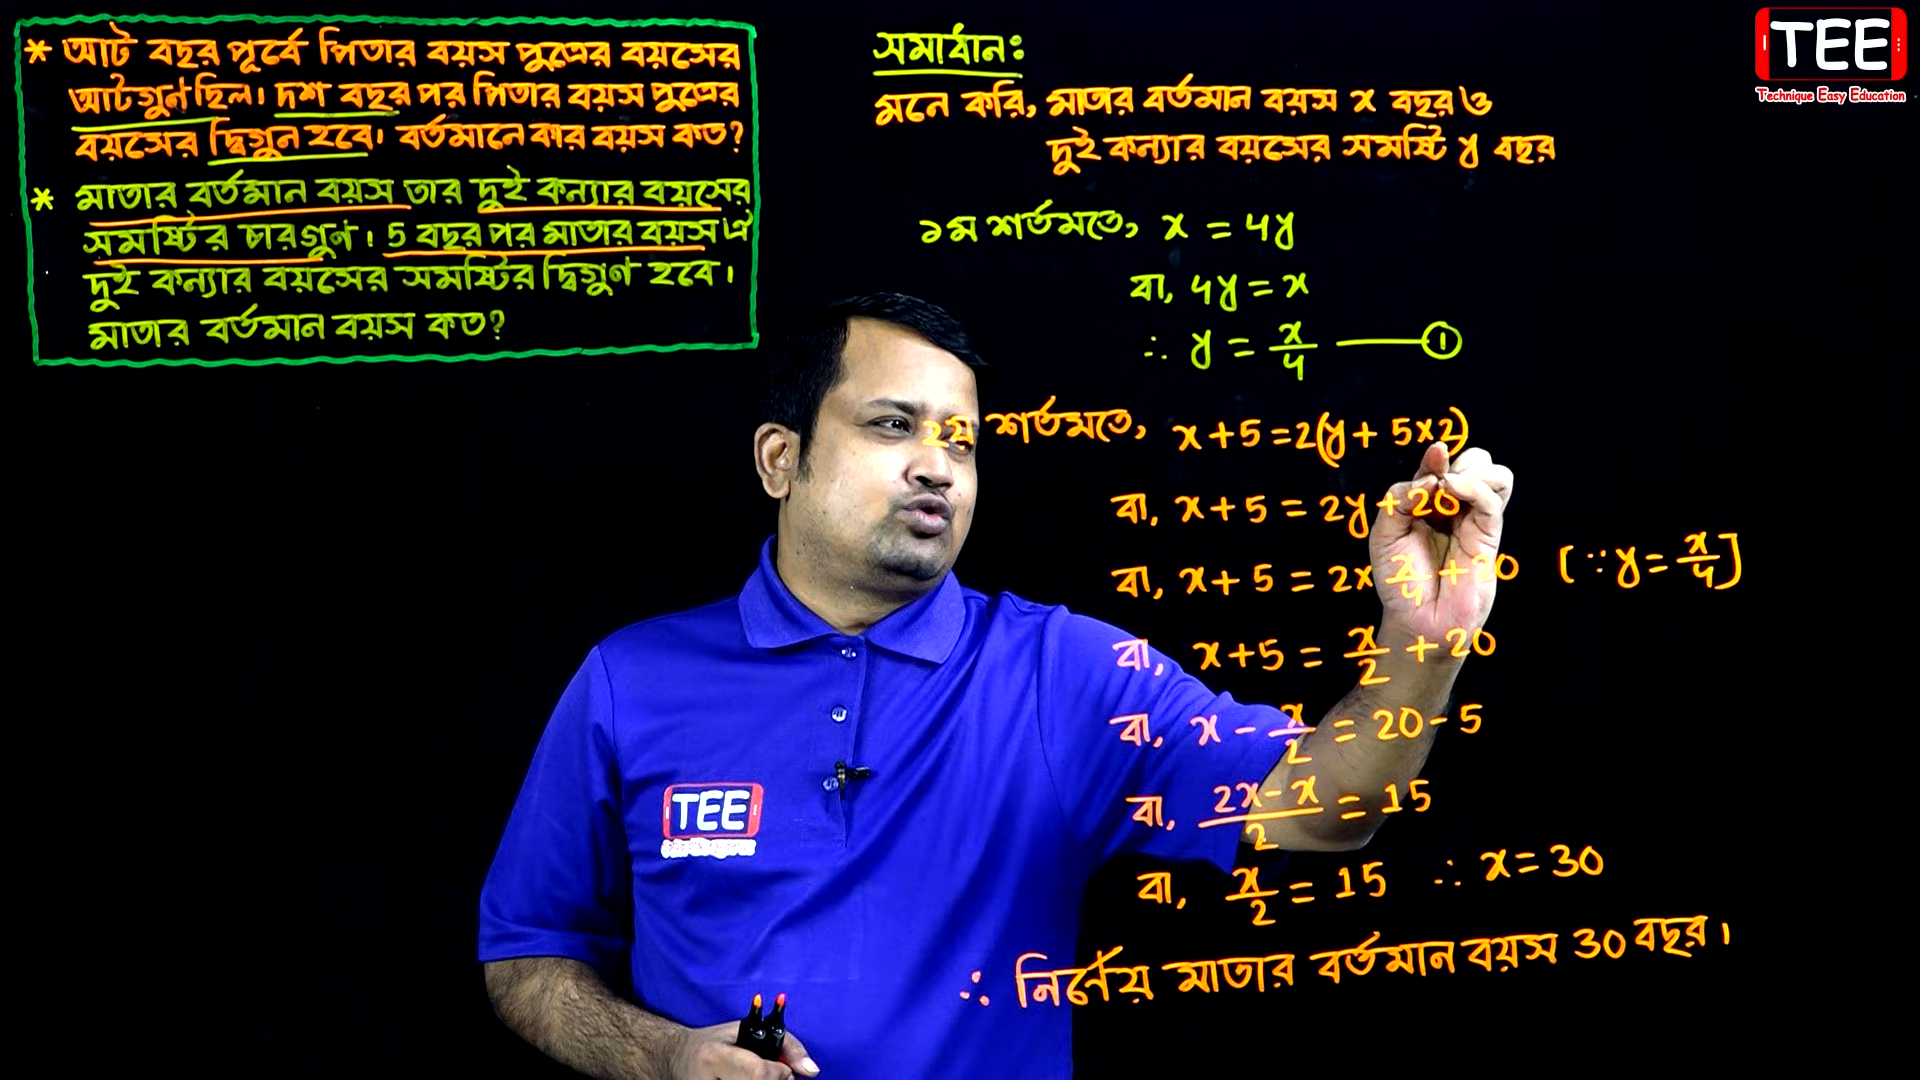 * আট বছর পূর্বে পিতার বয়স পুত্রের বয়সের
আটগুণ ছিল। দশ বছর পর পিতার বয়স পুত্রের
বয়সের দ্বিগুন হবে। বর্তমানে কার বয়স কত?
* মাতার বর্তমান বয়স তার দুই কন্যার বয়সের
সমষ্টির চারগুণ। 5 বছর পর মাতার বয়স ঐ
দুই কন্যার বয়সের সমষ্টির দ্বিগুণ হবে।
মাতার বর্তমান বয়স কত?
সমাধান:
মনে করি, মাতার বর্তমান বয়স x বছর ও
দুই কন্যার বয়সের সমষ্টি y বছর
১ম শর্তমতে, x = 4y
বা, 4y = x
∴ y = x/4 —— ①
২য় শর্তমতে, x + 5 = 2(y + 5×2)
বা, x + 5 = 2y + 20
বা, x + 5 = 2× x/4 + 20 [∵ y = x/4]
বা, x + 5 = x/2 + 20
বা, x - x/2 = 20 - 5
বা, (2x - x)/2 = 15
বা, x/2 = 15 ∴ x = 30
∴ নির্ণেয় মাতার বর্তমান বয়স 30 বছর।
TEE
Technique Easy Education
TEE